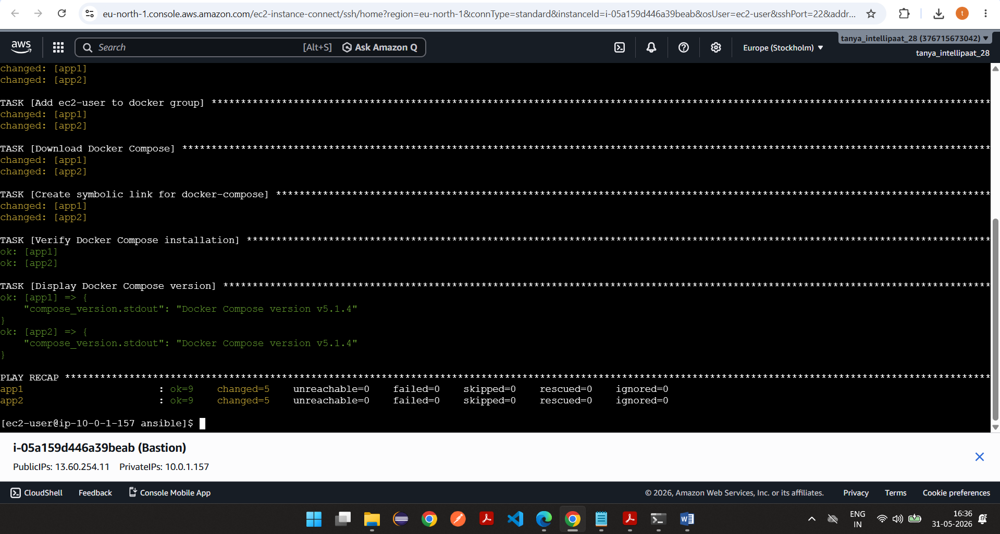 eu-north-1.console.aws.amazon.com/ec2-instance-connect/ssh/home?region=eu-north-1&connType=standard&instanceId=i-05a159d446a39beab&osUser=ec2-user&sshPort=22&addr...
t
aws
Search [Alt+S] Ask Amazon Q
Europe (Stockholm)
tanya_intellipaat_28 (376715673042)
tanya_intellipaat_28
changed: [app1]
changed: [app2]
TASK [Add ec2-user to docker group] ****************************************************************************************************************************************
changed: [app1]
changed: [app2]
TASK [Download Docker Compose] *********************************************************************************************************************************************
changed: [app1]
changed: [app2]
TASK [Create symbolic link for docker-compose] *****************************************************************************************************************************
changed: [app1]
changed: [app2]
TASK [Verify Docker Compose installation] **********************************************************************************************************************************
ok: [app1]
ok: [app2]
TASK [Display Docker Compose version] **************************************************************************************************************************************
ok: [app1] => {
    "compose_version.stdout": "Docker Compose version v5.1.4"
}
ok: [app2] => {
    "compose_version.stdout": "Docker Compose version v5.1.4"
}
PLAY RECAP *****************************************************************************************************************************************************************
app1 : ok=9 changed=5 unreachable=0 failed=0 skipped=0 rescued=0 ignored=0
app2 : ok=9 changed=5 unreachable=0 failed=0 skipped=0 rescued=0 ignored=0
[ec2-user@ip-10-0-1-157 ansible]$
i-05a159d446a39beab (Bastion)
PublicIPs: 13.60.254.11 PrivateIPs: 10.0.1.157
CloudShell Feedback Console Mobile App © 2026, Amazon Web Services, Inc. or its affiliates. Privacy Terms Cookie preferences
ENG
IN
16:36
31-05-2026